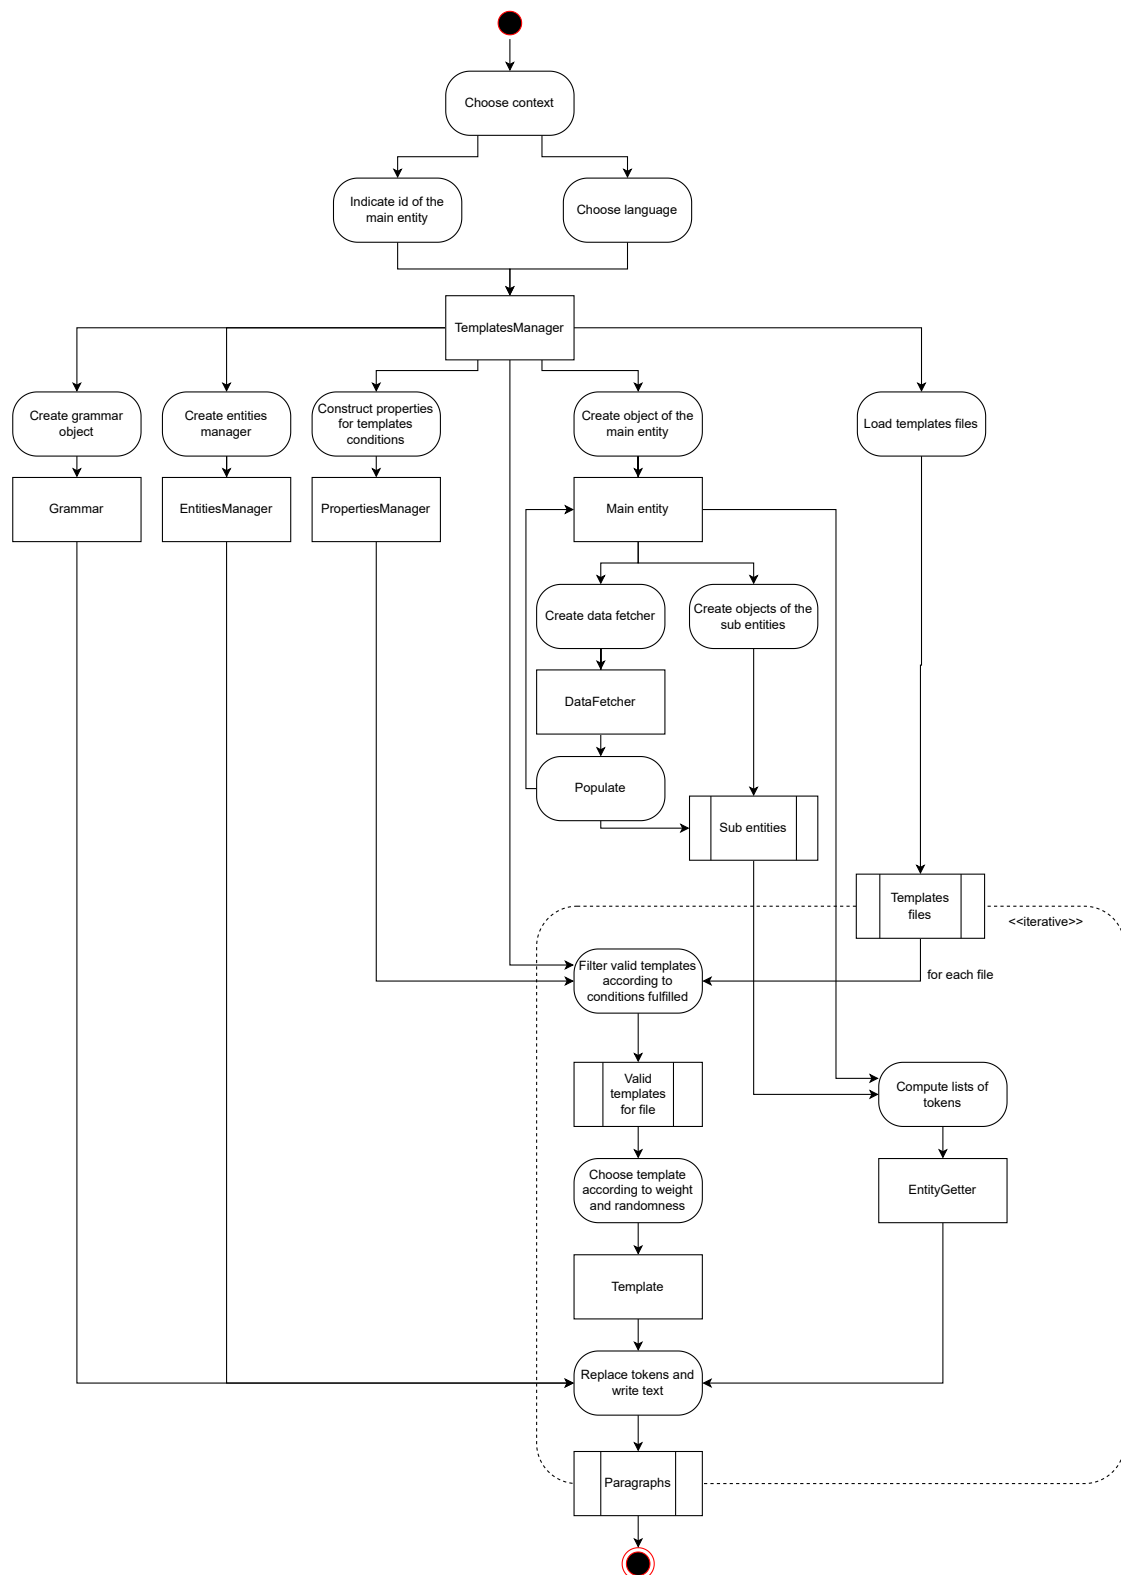 Choose context
Indicate id of the
main entity
Choose language
TemplatesManager
Create grammar
object
Create entities
manager
Construct properties
for templates
conditions
Create object of the
main entity
Load templates files
Grammar
EntitiesManager
PropertiesManager
Main entity
Create data fetcher
Create objects of the
sub entities
DataFetcher
Populate
Sub entities
Templates
files
<<iterative>>
for each file
Filter valid templates
according to
conditions fulfilled
Valid
templates
for file
Compute lists of
tokens
Choose template
according to weight
and randomness
EntityGetter
Template
Replace tokens and
write text
Paragraphs